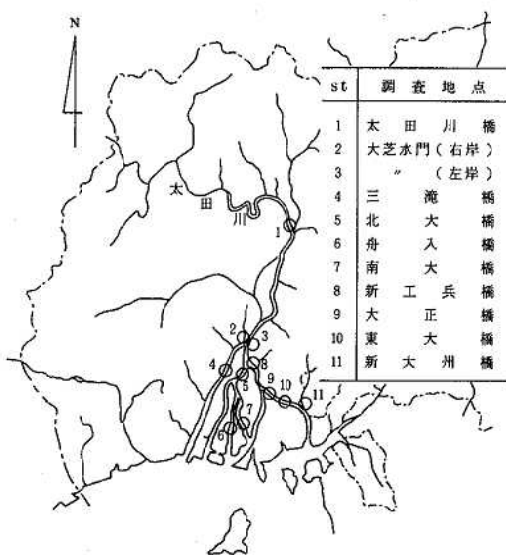 N
st 調査地点
1 太田川橋
2 大芝水門(右岸)
3 〃 (左岸)
4 三滝橋
5 北大橋
6 舟入橋
7 南大橋
8 新工兵橋
9 大正橋
10 東大橋
11 新大州橋
太田川
1
2
3
4
5
8
9
10
11
6
7